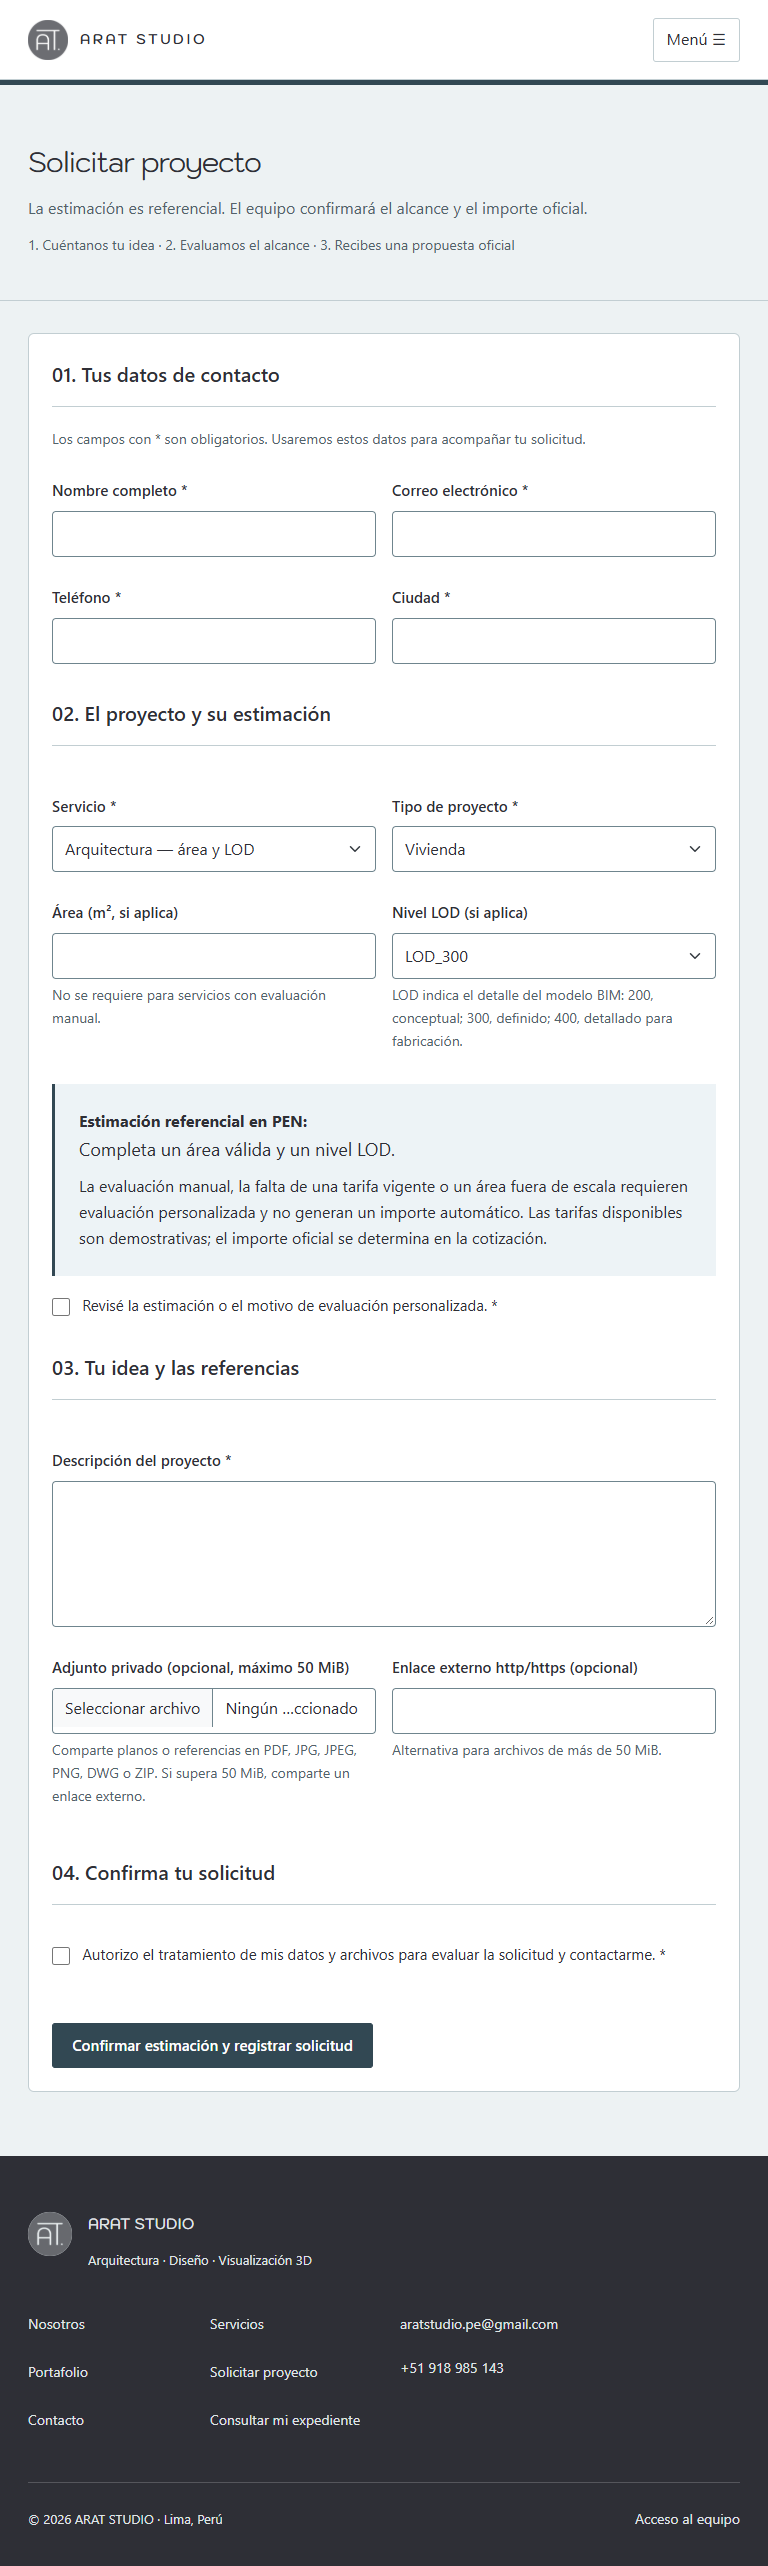 AT.
ARAT STUDIO
Menú ☰
Solicitar proyecto
La estimación es referencial. El equipo confirmará el alcance y el importe oficial.
1. Cuéntanos tu idea · 2. Evaluamos el alcance · 3. Recibes una propuesta oficial
01. Tus datos de contacto
Los campos con * son obligatorios. Usaremos estos datos para acompañar tu solicitud.
Nombre completo *
Correo electrónico *
Teléfono *
Ciudad *
02. El proyecto y su estimación
Servicio *
Tipo de proyecto *
Arquitectura — área y LOD
Vivienda
Área (m², si aplica)
Nivel LOD (si aplica)
LOD_300
No se requiere para servicios con evaluación
manual.
LOD indica el detalle del modelo BIM: 200,
conceptual; 300, definido; 400, detallado para
fabricación.
Estimación referencial en PEN:
Completa un área válida y un nivel LOD.
La evaluación manual, la falta de una tarifa vigente o un área fuera de escala requieren
evaluación personalizada y no generan un importe automático. Las tarifas disponibles
son demostrativas; el importe oficial se determina en la cotización.
Revisé la estimación o el motivo de evaluación personalizada. *
03. Tu idea y las referencias
Descripción del proyecto *
Adjunto privado (opcional, máximo 50 MiB)
Enlace externo http/https (opcional)
Seleccionar archivo
Ningún ...ccionado
Comparte planos o referencias en PDF, JPG, JPEG,
PNG, DWG o ZIP. Si supera 50 MiB, comparte un
enlace externo.
Alternativa para archivos de más de 50 MiB.
04. Confirma tu solicitud
Autorizo el tratamiento de mis datos y archivos para evaluar la solicitud y contactarme. *
Confirmar estimación y registrar solicitud
AT.
ARAT STUDIO
Arquitectura · Diseño · Visualización 3D
Nosotros
Servicios
aratstudio.pe@gmail.com
Portafolio
Solicitar proyecto
+51 918 985 143
Contacto
Consultar mi expediente
© 2026 ARAT STUDIO · Lima, Perú
Acceso al equipo